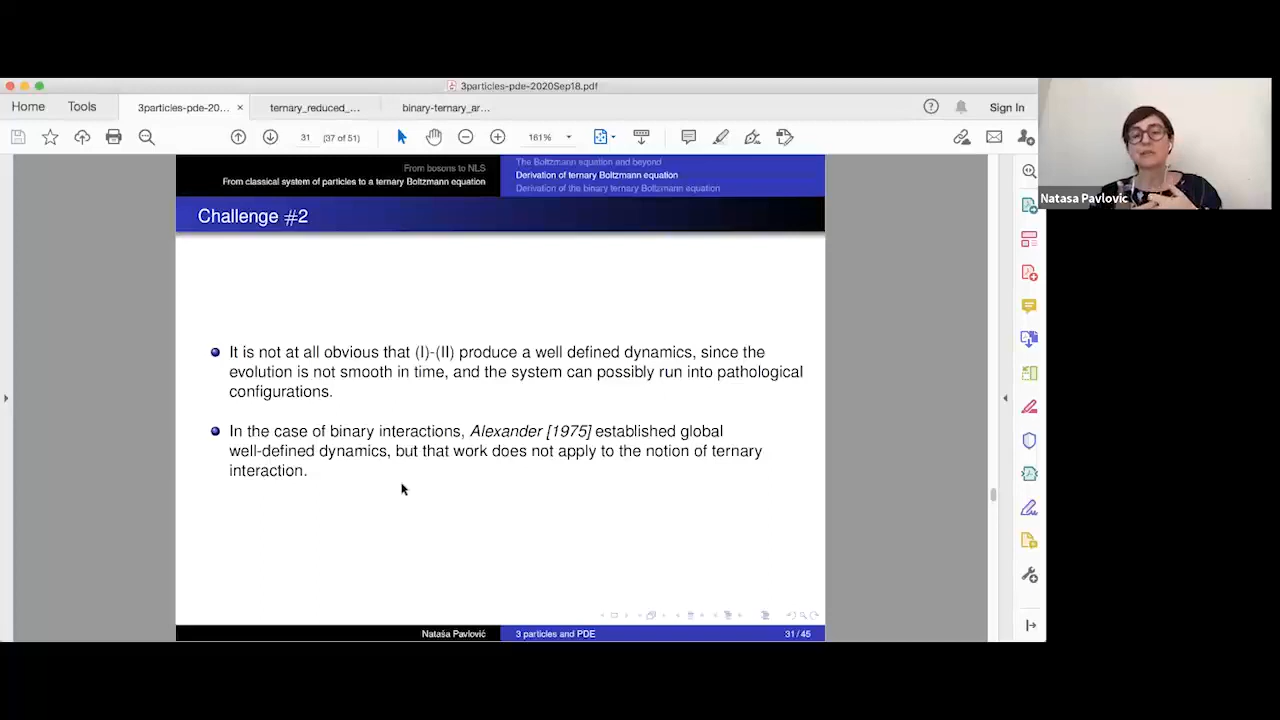 3particles-pde-2020Sep18.pdf
Home Tools 3particles-pde-20... × ternary_reduced_... binary-ternary_ar... Sign In
31 (37 of 51) 161%
From bosons to NLS
From classical system of particles to a ternary Boltzmann equation
The Boltzmann equation and beyond
Derivation of ternary Boltzmann equation
Derivation of the binary ternary Boltzmann equation
Challenge #2
It is not at all obvious that (I)-(II) produce a well defined dynamics, since the
evolution is not smooth in time, and the system can possibly run into pathological
configurations.
In the case of binary interactions, Alexander [1975] established global
well-defined dynamics, but that work does not apply to the notion of ternary
interaction.
Nataša Pavlović 3 particles and PDE 31/45
Natasa Pavlovic